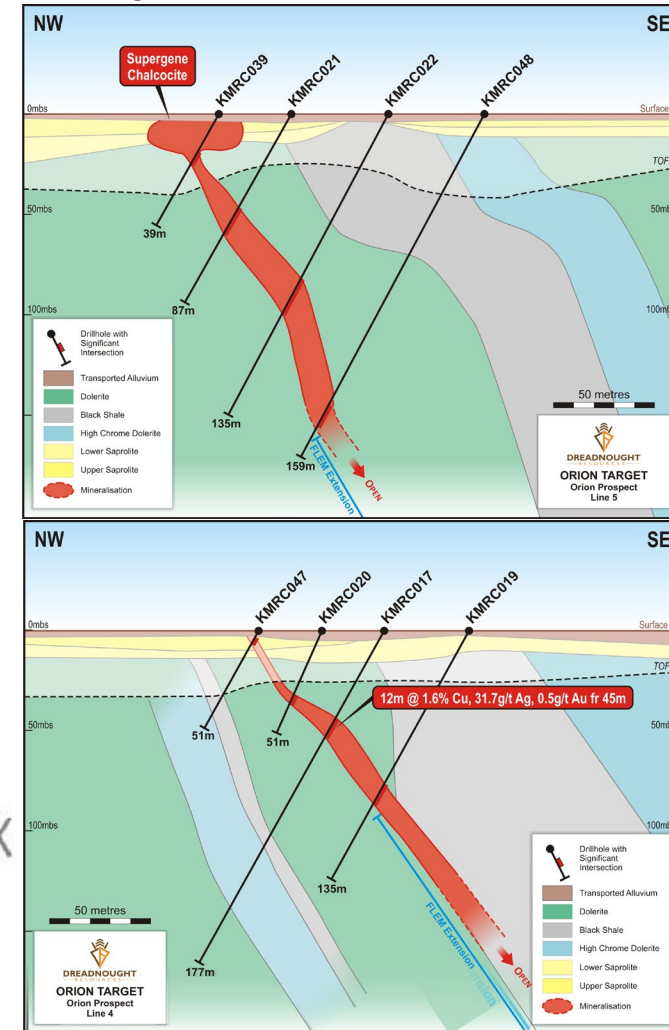 NW
SE
Supergene
Chalcocite
KMRC039
KMRC021
KMRC022
KMRC048
0mbs
Surface
TOF
50mbs
50mb
39m
87m
100mbs
100mb
135m
159m
FLEM Extension
OPEN
Drillhole with
Significant
Intersection
Transported Alluvium
Dolerite
Black Shale
High Chrome Dolerite
Lower Saprolite
Upper Saprolite
Mineralisation
50 metres
DREADNOUGHT
RESOURCES
ORION TARGET
Orion Prospect
Line 5
NW
SE
KMRC047
KMRC020
KMRC017
KMRC019
0mbs
Surface
TOF
12m @ 1.6% Cu, 31.7g/t Ag, 0.5g/t Au fr 45m
50mbs
50mb
51m
51m
100mbs
100mb
135m
177m
FLEM Extension
OPEN
50 metres
DREADNOUGHT
RESOURCES
ORION TARGET
Orion Prospect
Line 4
Drillhole with
Significant
Intersection
Transported Alluvium
Dolerite
Black Shale
High Chrome Dolerite
Lower Saprolite
Upper Saprolite
Mineralisation